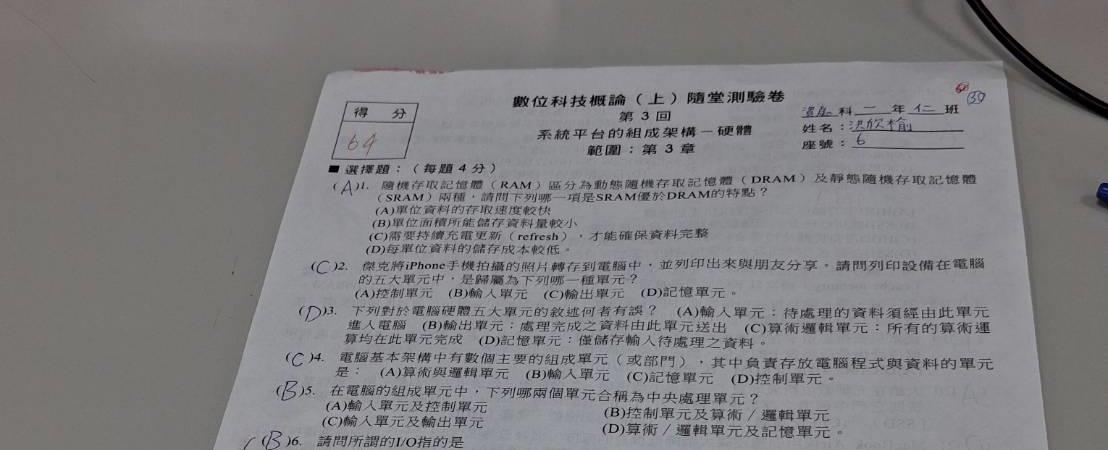 數位科技概論（上）隨堂測驗卷
第 3 回
系統平台的組成架構－硬體
範圍：第 3 章
得 分
64
科 一 年 仁 班
39
姓名：洪欣榆
座號：6
■ 選擇題：（每題 4 分）
(A)1. 隨機存取記憶體（RAM）區分為動態隨機存取記憶體（DRAM）及靜態隨機存取記憶體
（SRAM）兩種，請問下列哪一項是SRAM優於DRAM的特點？
(A)單位資料的存取速度較快
(B)單位面積所能儲存資料量較小
(C)需要持續充電更新（refresh），才能確保資料完整
(D)每單位資料的儲存成本較低。
(C)2. 傑克將iPhone手機拍攝的照片轉存到電腦中，並列印出來與朋友分享。請問列印設備在電腦
的五大單元中，是歸屬為下列哪一種單元？
(A)控制單元 (B)輸入單元 (C)輸出單元 (D)記憶單元。
(D)3. 下列對於電腦硬體五大單元的敘述何者有誤？ (A)輸入單元：待處理的資料須經由此單元
進入電腦 (B)輸出單元：處理完成之資料由此單元送出 (C)算術邏輯單元：所有的算術運
算均在此單元完成 (D)記憶單元：僅儲存輸入待處理之資料。
(C)4. 電腦基本架構中有數個主要的組成單元（或部門），其中負責存放電腦程式與資料的單元
是： (A)算術與邏輯單元 (B)輸入單元 (C)記憶單元 (D)控制單元。
(B)5. 在電腦的組成單元中，下列哪兩個單元合稱為中央處理單元？
(A)輸入單元及控制單元 (B)控制單元及算術／邏輯單元
(C)輸入單元及輸出單元 (D)算術／邏輯單元及記憶單元。
(B)6. 請問所謂的I/O指的是